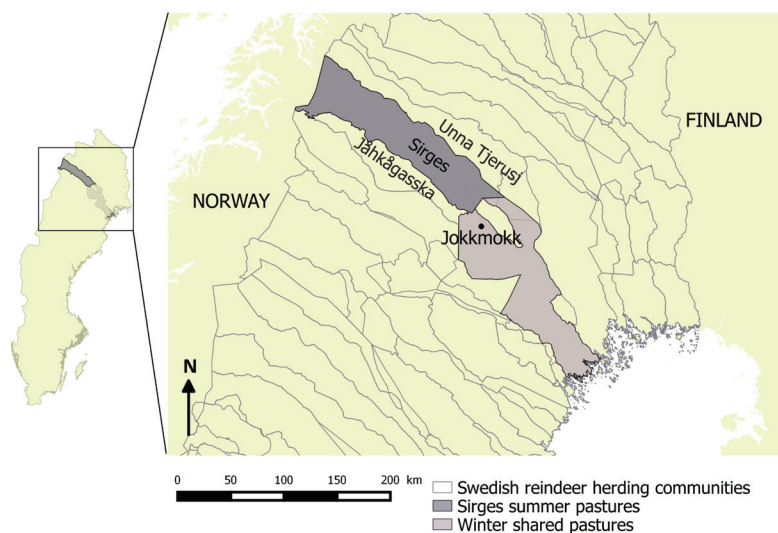 FINLAND
Unna Tjerusj
Sirges
Jåhkågasska
NORWAY
Jokkmokk
N
0 50 100 150 200 km
Swedish reindeer herding communities
Sirges summer pastures
Winter shared pastures